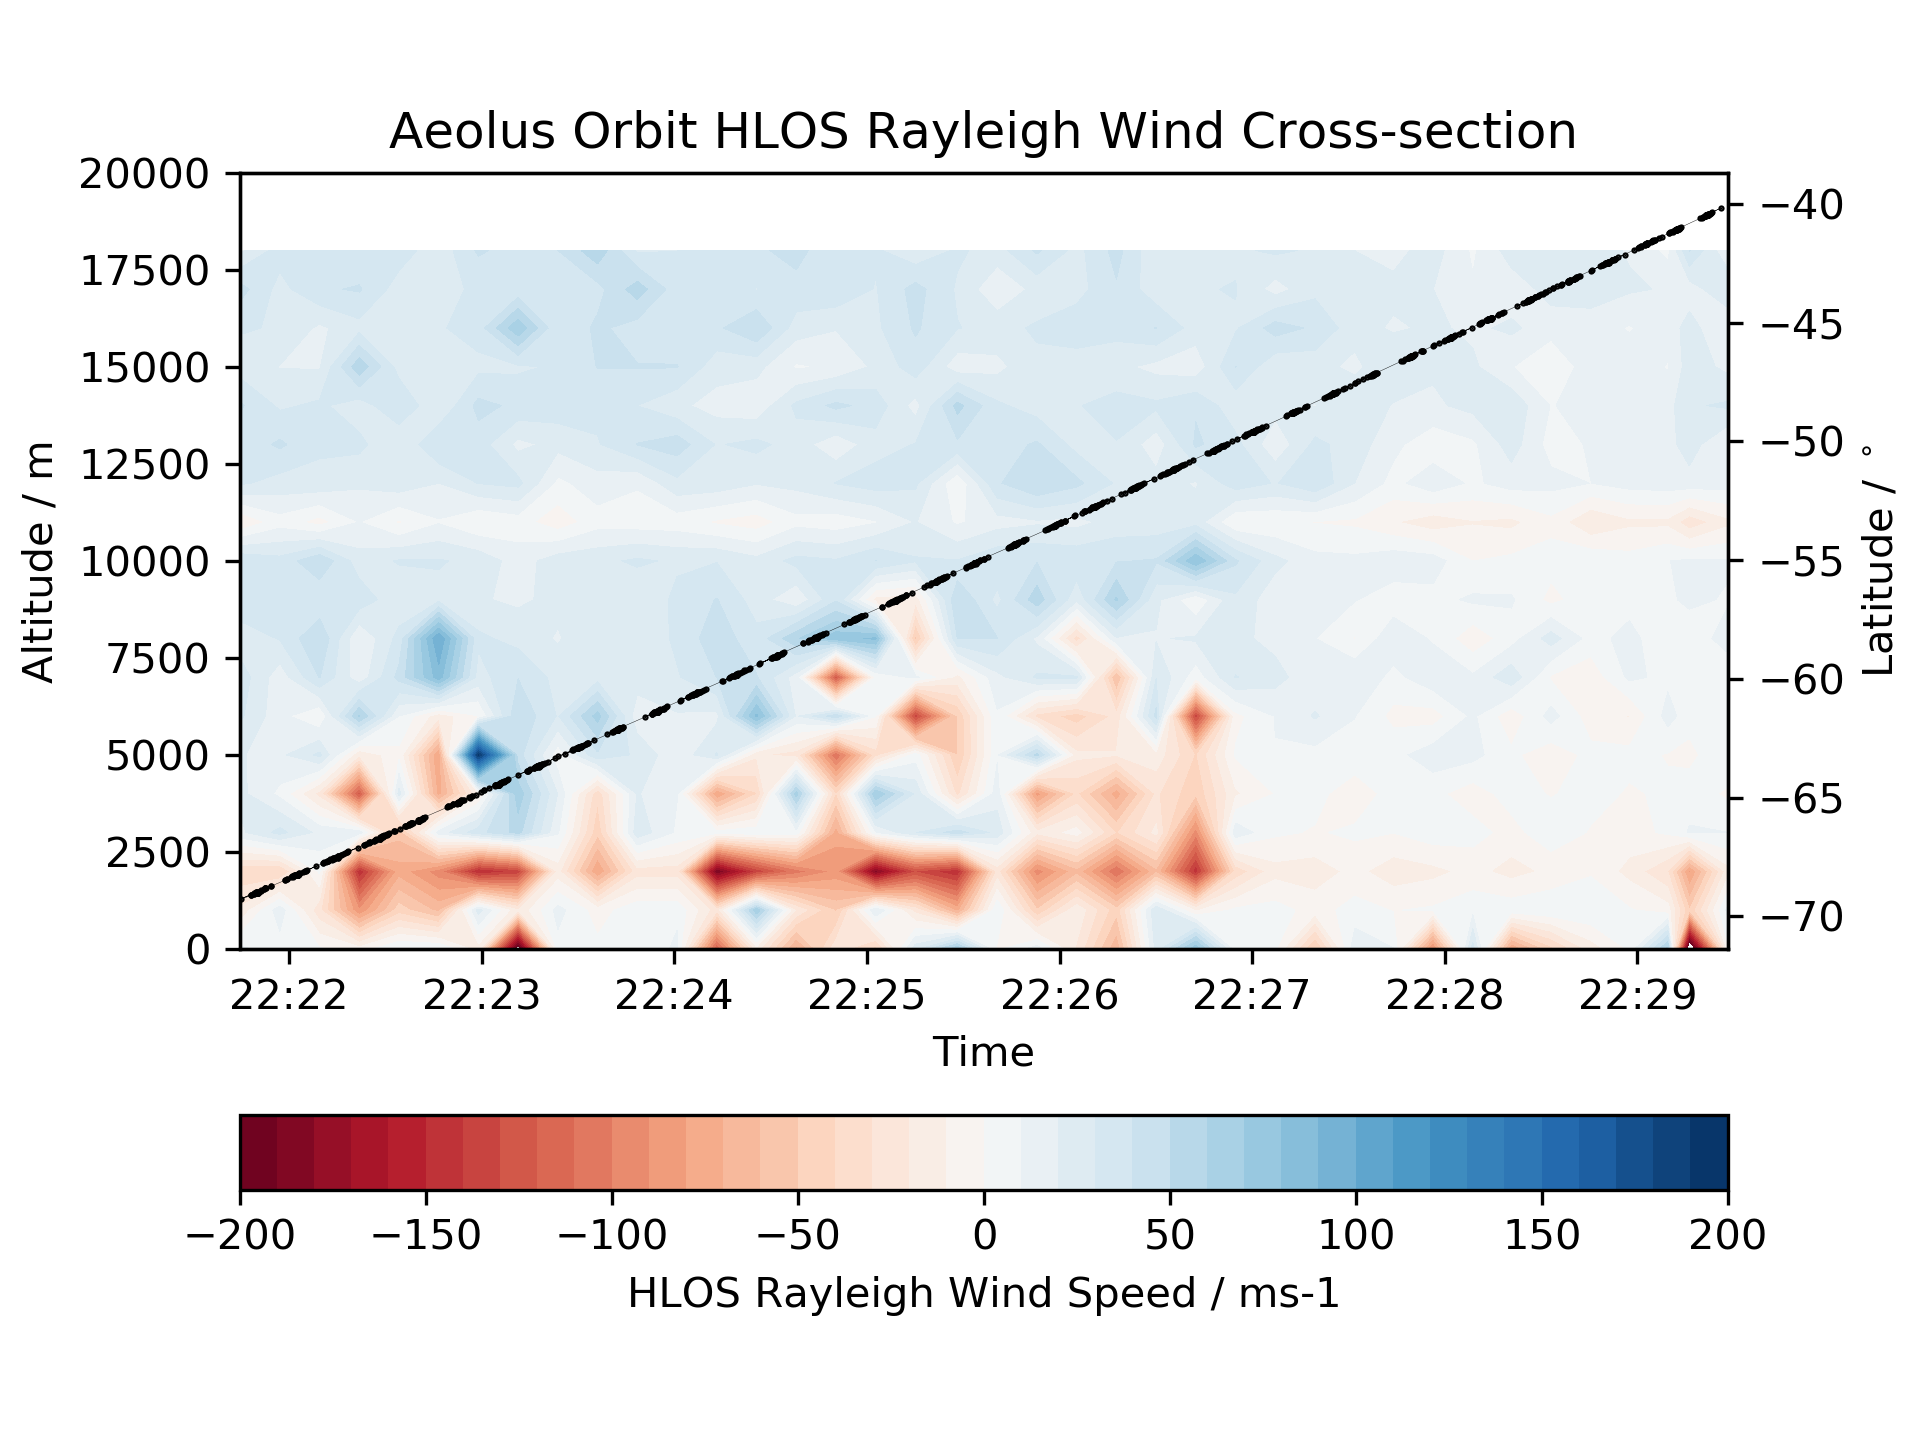 Aeolus Orbit HLOS Rayleigh Wind Cross-section
20000
17500
15000
12500
10000
7500
5000
2500
0
Altitude / m
−40
−45
−50
−55
−60
−65
−70
Latitude / °
22:22 22:23 22:24 22:25 22:26 22:27 22:28 22:29
Time
−200 −150 −100 −50 0 50 100 150 200
HLOS Rayleigh Wind Speed / ms-1